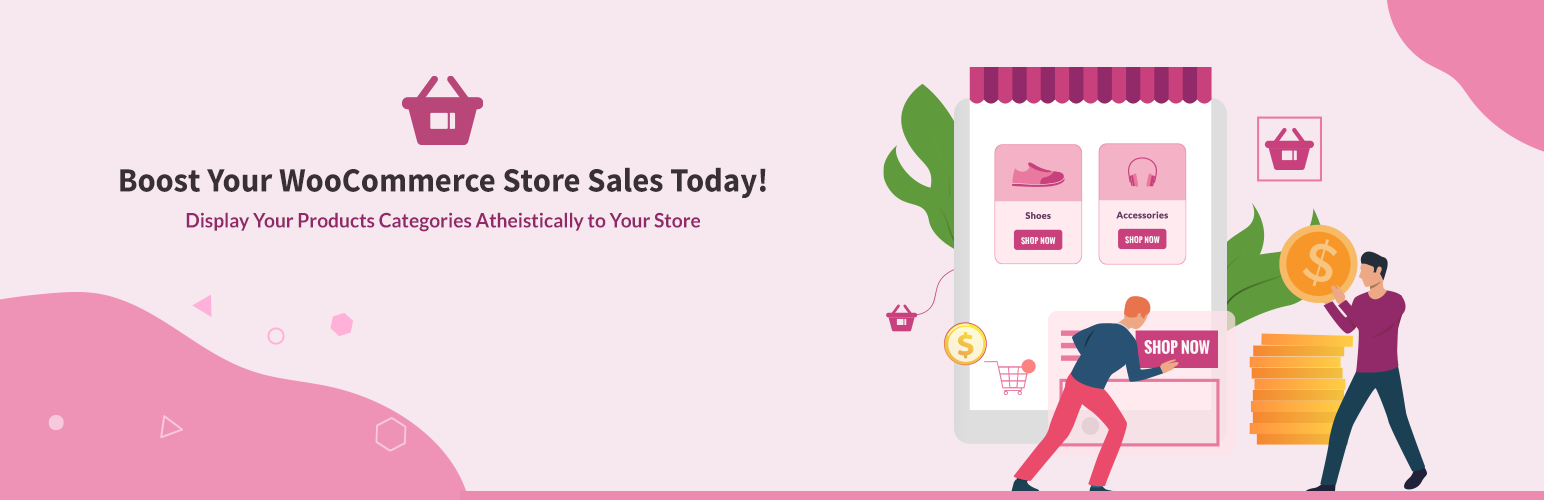 Boost Your WooCommerce Store Sales Today!
Display Your Products Categories Atheistically to Your Store
Shoes
SHOP NOW
Accessories
SHOP NOW
$
$
SHOP NOW